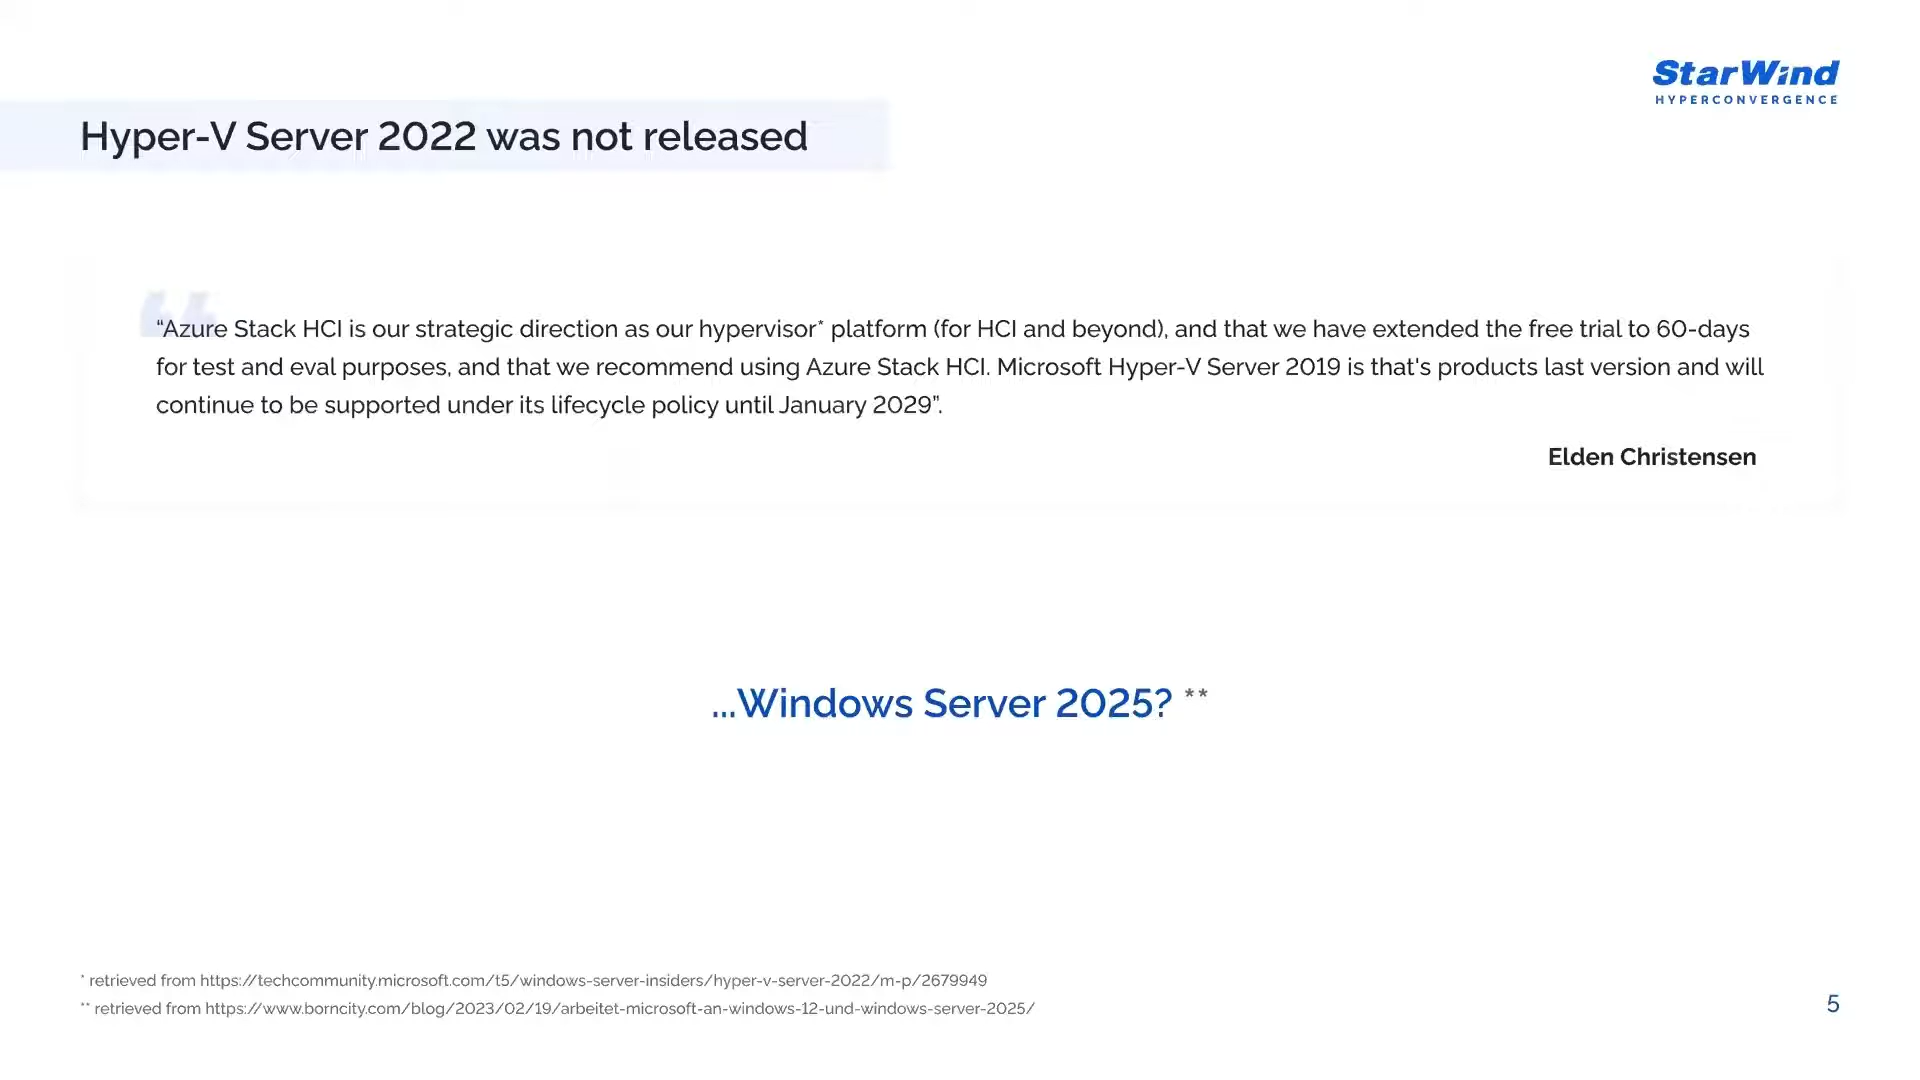 StarWind
HYPERCONVERGENCE
Hyper-V Server 2022 was not released
“Azure Stack HCI is our strategic direction as our hypervisor* platform (for HCI and beyond), and that we have extended the free trial to 60-days
for test and eval purposes, and that we recommend using Azure Stack HCI. Microsoft Hyper-V Server 2019 is that's products last version and will
continue to be supported under its lifecycle policy until January 2029”.
Elden Christensen
...Windows Server 2025? **
* retrieved from https://techcommunity.microsoft.com/t5/windows-server-insiders/hyper-v-server-2022/m-p/2679949
** retrieved from https://www.borncity.com/blog/2023/02/19/arbeitet-microsoft-an-windows-12-und-windows-server-2025/
5